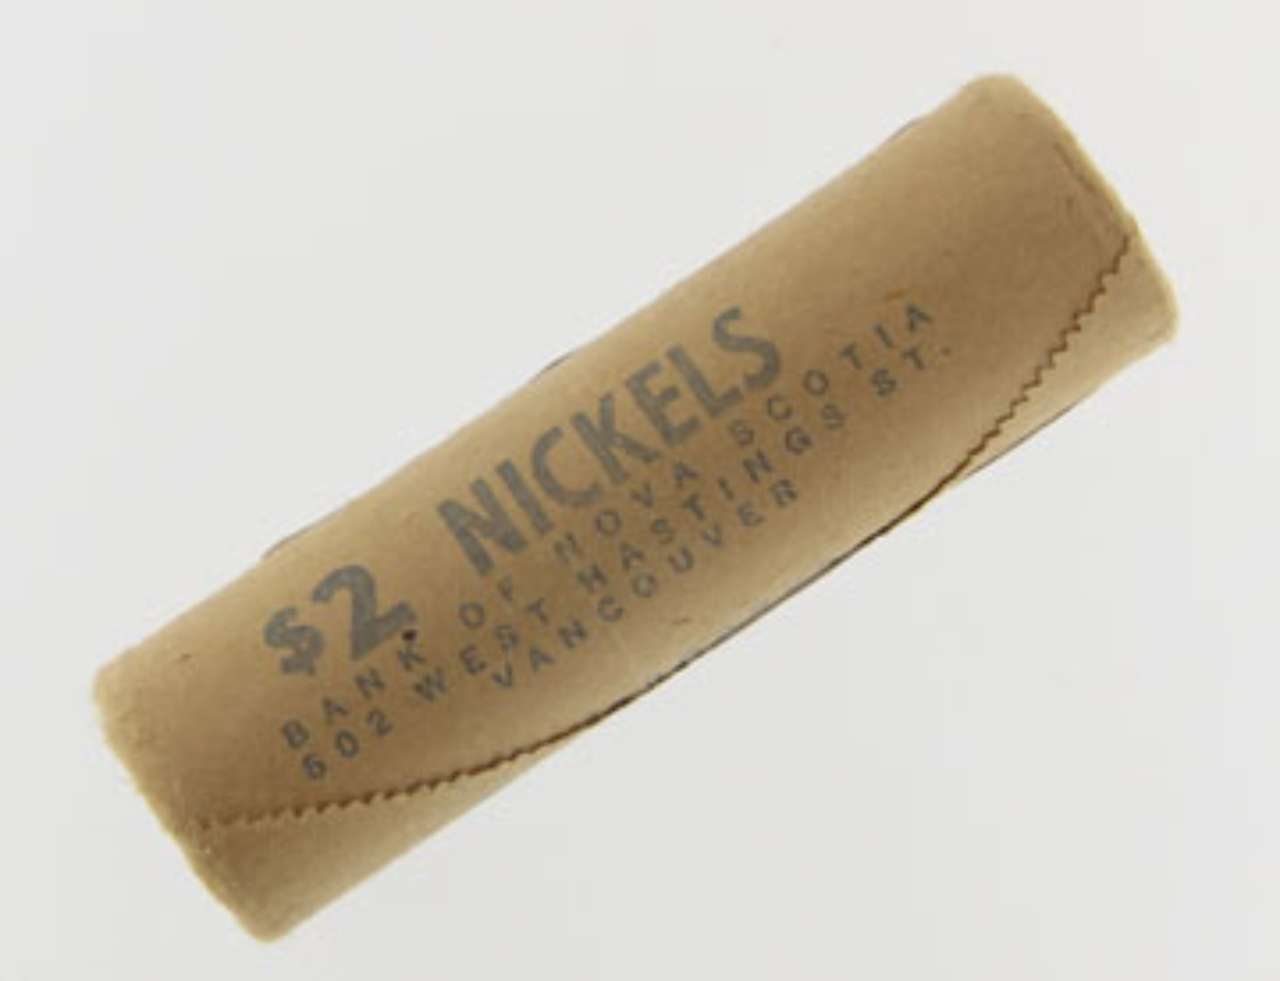 $2 NICKELS
BANK OF NOVA SCOTIA
602 WEST HASTINGS ST.
VANCOUVER